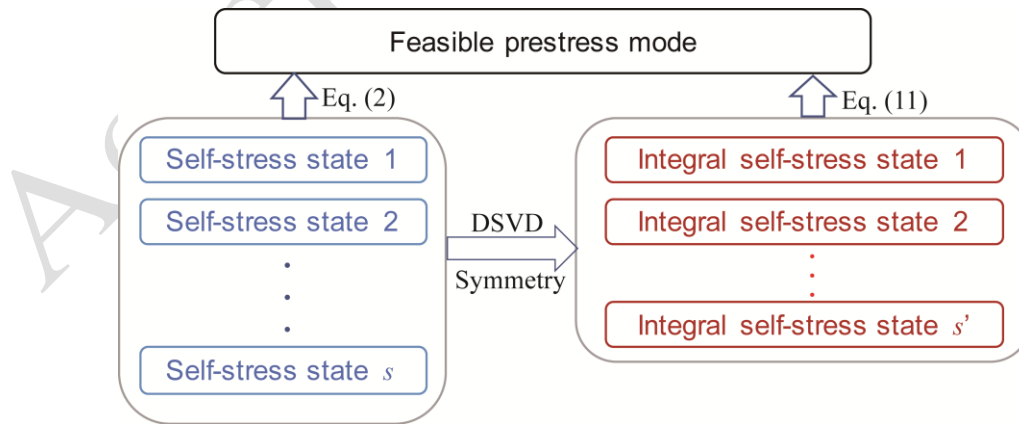 Feasible prestress mode
Eq. (2)
Eq. (11)
Self-stress state 1
Self-stress state 2
.
.
.
Self-stress state s
DSVD
Symmetry
Integral self-stress state 1
Integral self-stress state 2
.
.
.
Integral self-stress state s’